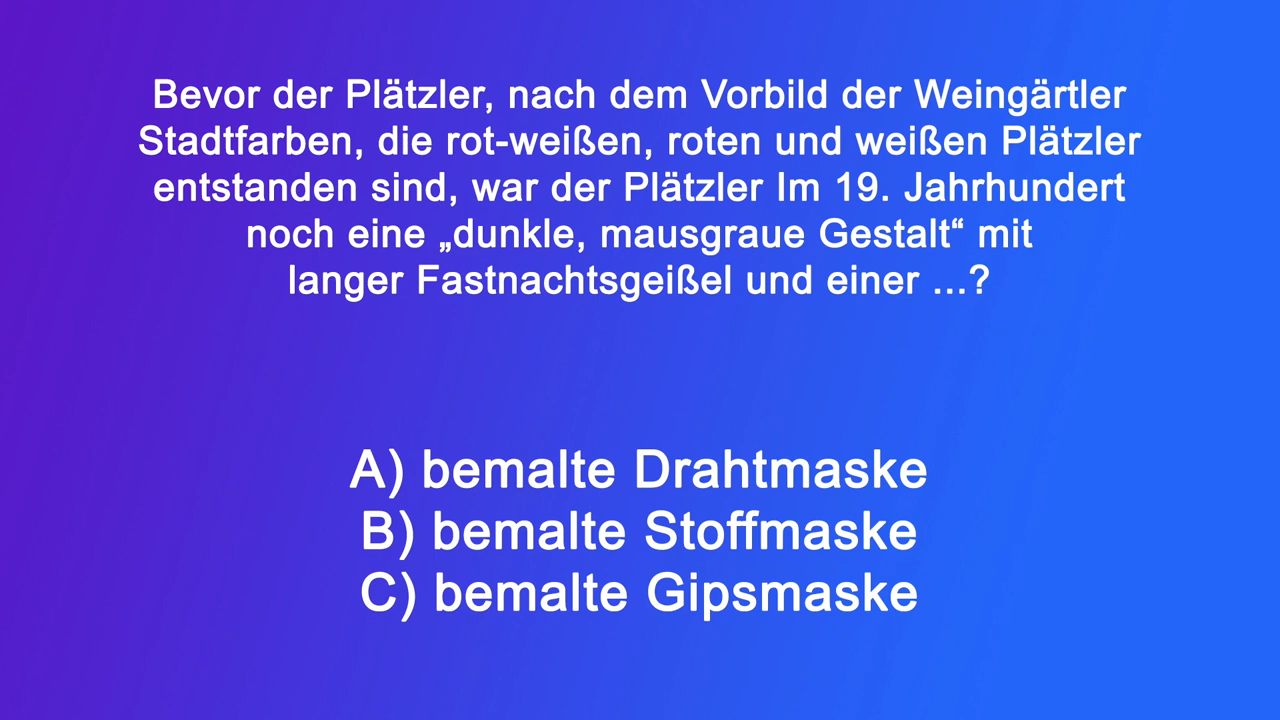 Bevor der Plätzler, nach dem Vorbild der Weingärtler
Stadtfarben, die rot-weißen, roten und weißen Plätzler
entstanden sind, war der Plätzler Im 19. Jahrhundert
noch eine „dunkle, mausgraue Gestalt“ mit
langer Fastnachtsgeißel und einer ...?
A) bemalte Drahtmaske
B) bemalte Stoffmaske
C) bemalte Gipsmaske